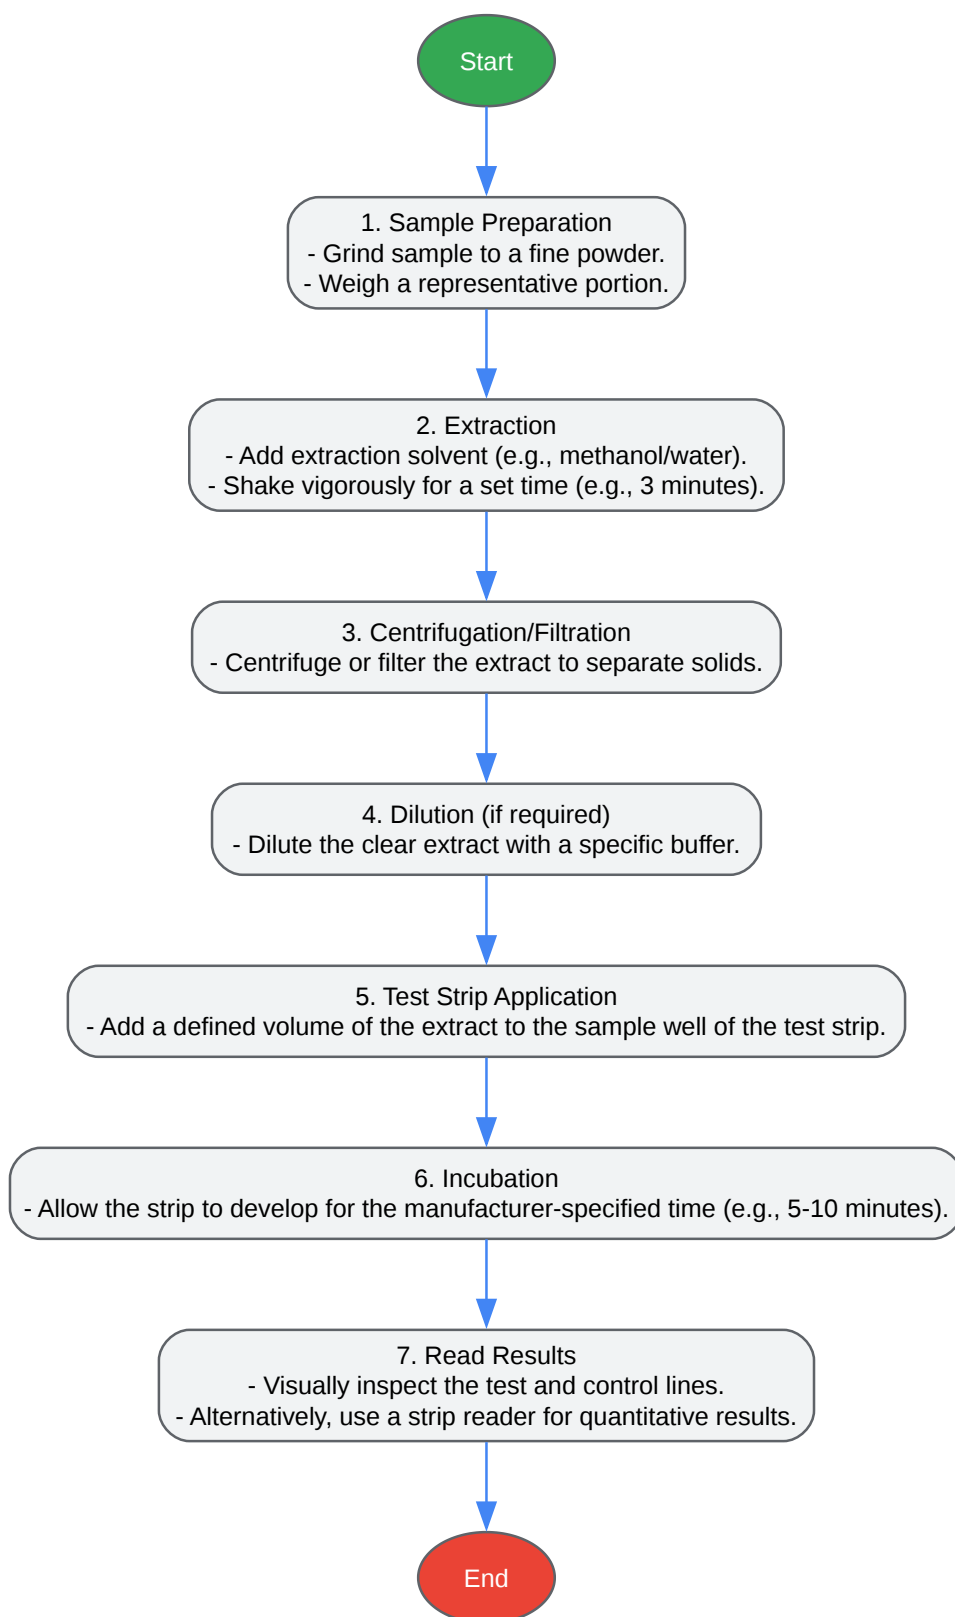 Start
1. Sample Preparation
- Grind sample to a fine powder.
- Weigh a representative portion.
2. Extraction
- Add extraction solvent (e.g., methanol/water).
- Shake vigorously for a set time (e.g., 3 minutes).
3. Centrifugation/Filtration
- Centrifuge or filter the extract to separate solids.
4. Dilution (if required)
- Dilute the clear extract with a specific buffer.
5. Test Strip Application
- Add a defined volume of the extract to the sample well of the test strip.
6. Incubation
- Allow the strip to develop for the manufacturer-specified time (e.g., 5-10 minutes).
7. Read Results
- Visually inspect the test and control lines.
- Alternatively, use a strip reader for quantitative results.
End